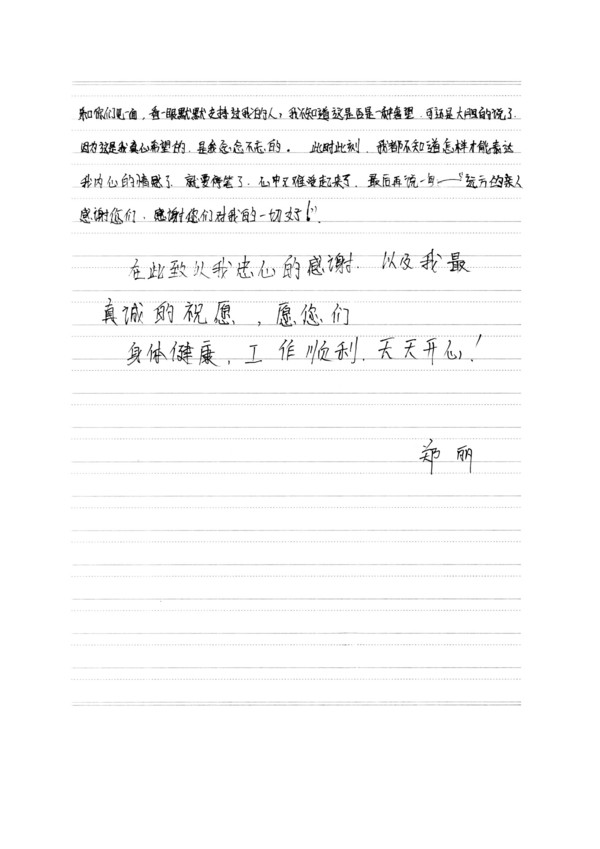 和你们见一面，看一眼默默支持过我的人，我不知道这是否是一种奢望，可还是大胆的说了，
因为这是我真心希望的，是我念念不忘的。此时此刻，我都不知道怎样才能表达
我内心的情感了，就要停笔了，心中又难受起来了，最后再说一句——“远方的亲人
感谢您们，感谢您们对我的一切好！”
在此致以我忠心的感谢，以及我最
真诚的祝愿，愿您们
身体健康，工作顺利，天天开心！
郑丽